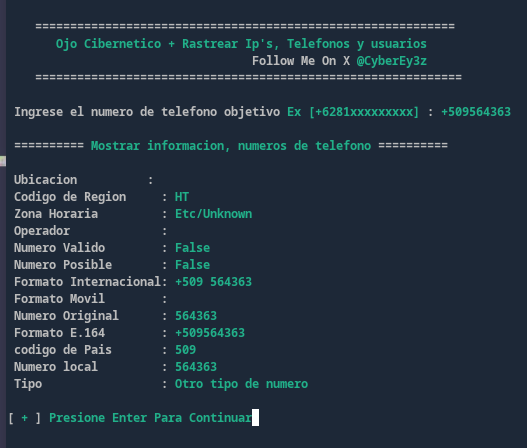 ============================================================
Ojo Cibernetico + Rastrear Ip's, Telefonos y usuarios
Follow Me On X @CyberEy3z
=============================================================
Ingrese el numero de telefono objetivo Ex [+6281xxxxxxxxx] : +509564363
========== Mostrar informacion, numeros de telefono ==========
Ubicacion :
Codigo de Region : HT
Zona Horaria : Etc/Unknown
Operador :
Numero Valido : False
Numero Posible : False
Formato Internacional: +509 564363
Formato Movil :
Numero Original : 564363
Formato E.164 : +509564363
codigo de Pais : 509
Numero local : 564363
Tipo : Otro tipo de numero
[ + ] Presione Enter Para Continuar